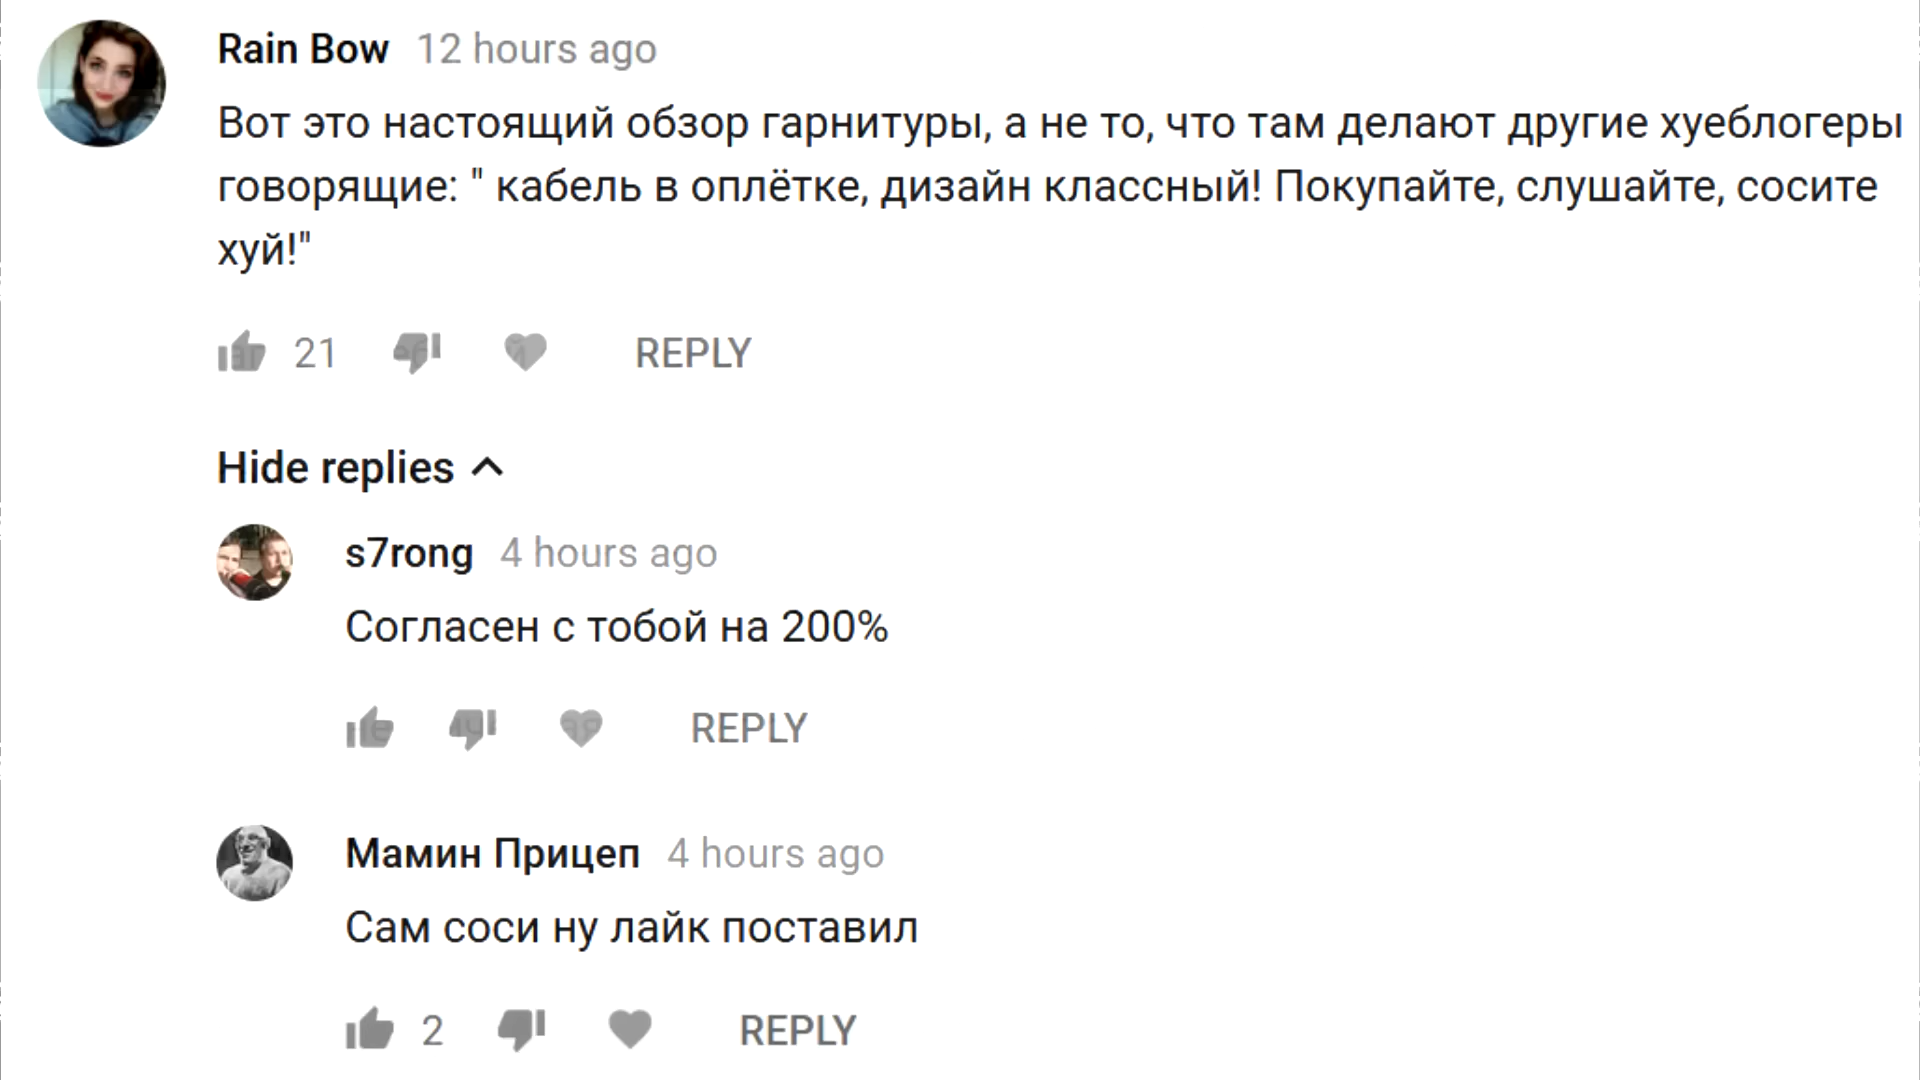 Rain Bow 12 hours ago
Вот это настоящий обзор гарнитуры, а не то, что там делают другие хуеблогеры
говорящие: " кабель в оплётке, дизайн классный! Покупайте, слушайте, сосите
хуй!"
21 REPLY
Hide replies
s7rong 4 hours ago
Согласен с тобой на 200%
REPLY
Мамин Прицеп 4 hours ago
Сам соси ну лайк поставил
2 REPLY